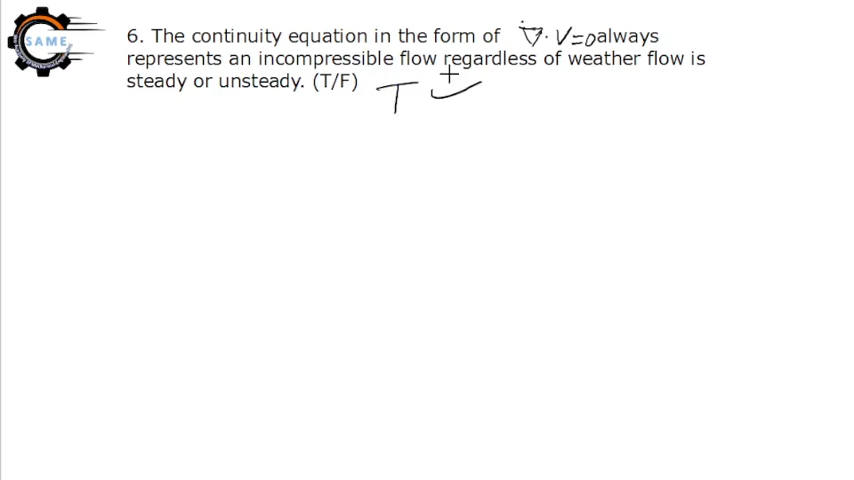 SAME
6. The continuity equation in the form of ∇⃗·V=0 always
represents an incompressible flow regardless of weather flow is
steady or unsteady. (T/F) T